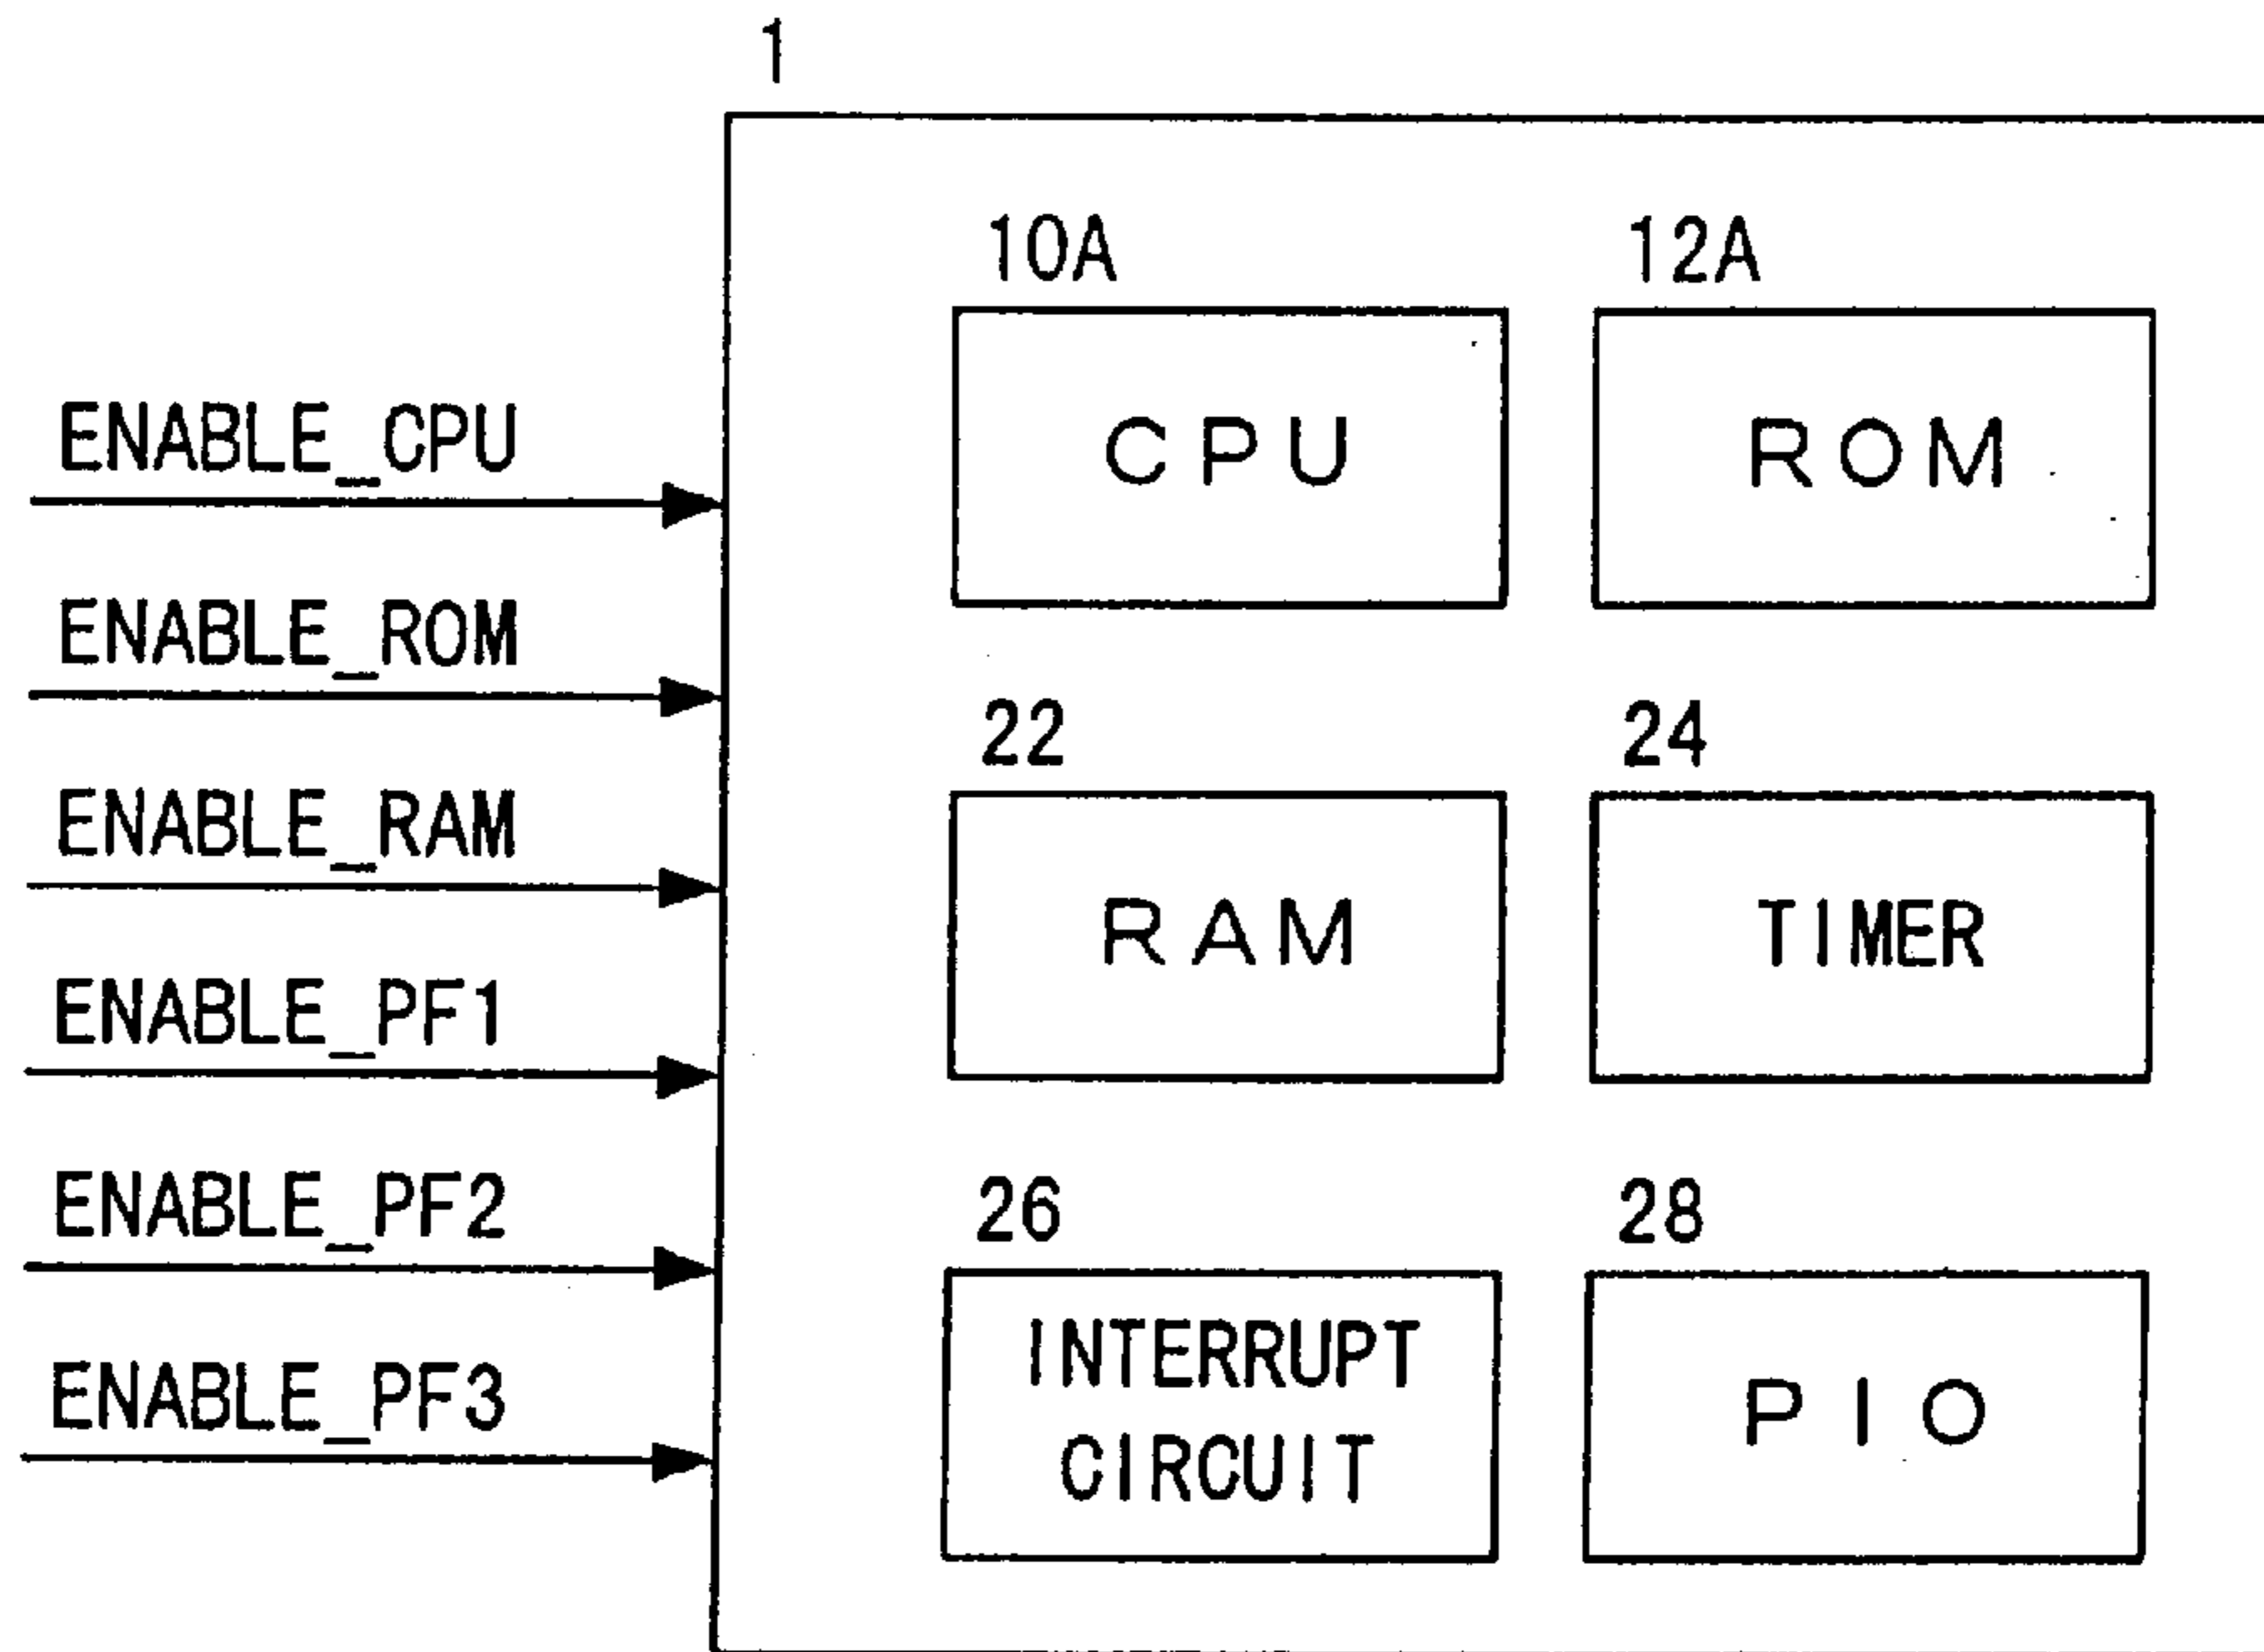 1
10A 12A
ENABLE_CPU
CPU ROM
ENABLE_ROM
22 24
ENABLE_RAM
RAM TIMER
ENABLE_PF1
ENABLE_PF2
26 28
INTERRUPT
CIRCUIT
PIO
ENABLE_PF3